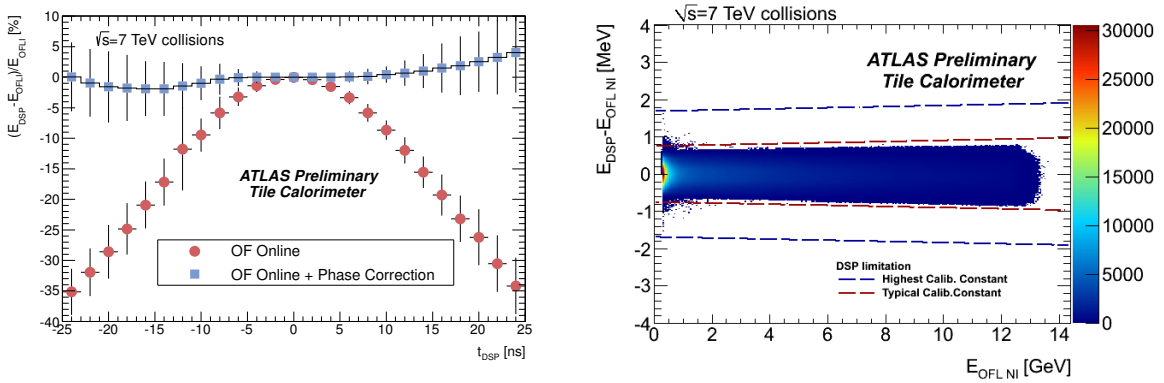 √s=7 TeV collisions
(E_DSP-E_OFLI)/E_OFLI [%]
10
5
0
-5
-10
-15
-20
-25
-30
-35
-40
ATLAS Preliminary
Tile Calorimeter
OF Online
OF Online + Phase Correction
-25 -20 -15 -10 -5 0 5 10 15 20 25
t_DSP [ns]
√s=7 TeV collisions
E_DSP-E_OFL NI [MeV]
4
3
2
1
0
-1
-2
-3
-4
ATLAS Preliminary
Tile Calorimeter
DSP limitation
Highest Calib. Constant
Typical Calib.Constant
0 2 4 6 8 10 12 14
E_OFL NI [GeV]
30000
25000
20000
15000
10000
5000
0